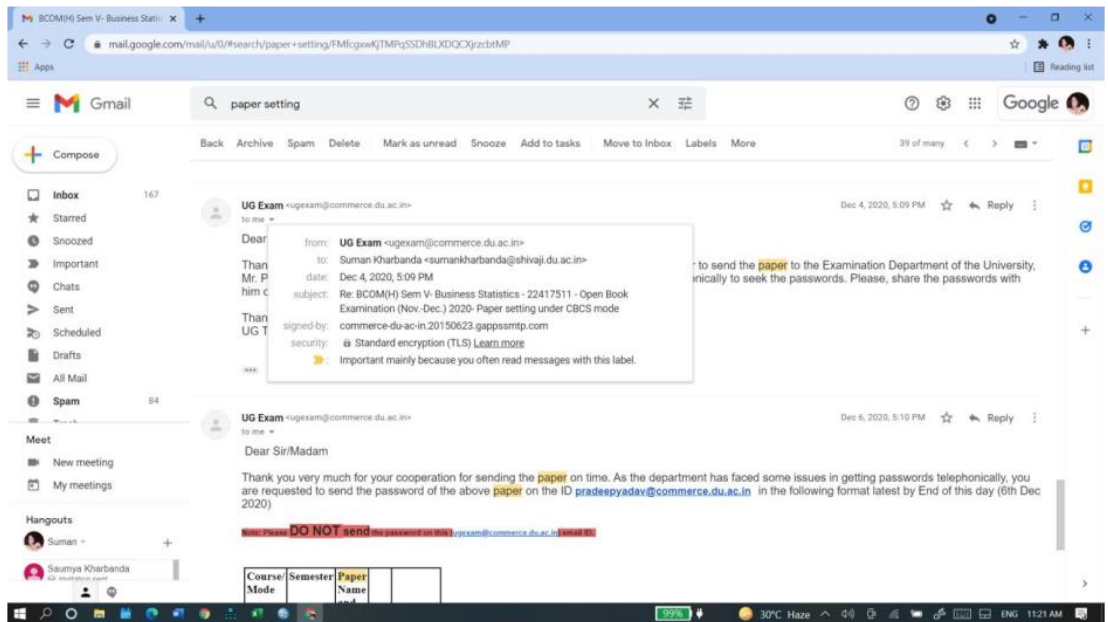 BCOM(H) Sem V- Business Statis
mail.google.com/mail/u/0/#search/paper+setting/FMfcgxwKjTMPqSSDhBLXDQCXjrzcbtMP
Apps
Reading list
Gmail
paper setting
Google
Compose
Back Archive Spam Delete Mark as unread Snooze Add to tasks Move to Inbox Labels More
39 of many
Inbox 167
Starred
Snoozed
Important
Chats
Sent
Scheduled
Drafts
All Mail
Spam 84
Meet
New meeting
My meetings
Hangouts
Suman
Saumya Kharbanda
Invitation sent
UG Exam <ugexam@commerce.du.ac.in>
Dec 4, 2020, 5:09 PM
Reply
to me
Dear
Than
r to send the paper to the Examination Department of the University,
Mr. P
onically to seek the passwords. Please, share the passwords with
him
Than
UG T
from: UG Exam <ugexam@commerce.du.ac.in>
to: Suman Kharbanda <sumankharbanda@shivaji.du.ac.in>
date: Dec 4, 2020, 5:09 PM
subject: Re: BCOM(H) Sem V- Business Statistics - 22417511 - Open Book
Examination (Nov.-Dec.) 2020- Paper setting under CBCS mode
signed-by: commerce-du-ac-in.20150623.gappssmtp.com
security: Standard encryption (TLS) Learn more
: Important mainly because you often read messages with this label.
UG Exam <ugexam@commerce.du.ac.in>
Dec 6, 2020, 5:10 PM
Reply
to me
Dear Sir/Madam
Thank you very much for your cooperation for sending the paper on time. As the department has faced some issues in getting passwords telephonically, you
are requested to send the password of the above paper on the ID pradeepyadav@commerce.du.ac.in in the following format latest by End of this day (6th Dec
2020)
Note: Please DO NOT send the password on this (ugexam@commerce.du.ac.in) email ID.
Course/ Semester Paper
Mode Name
and
99%
30°C Haze
ENG 11:21 AM